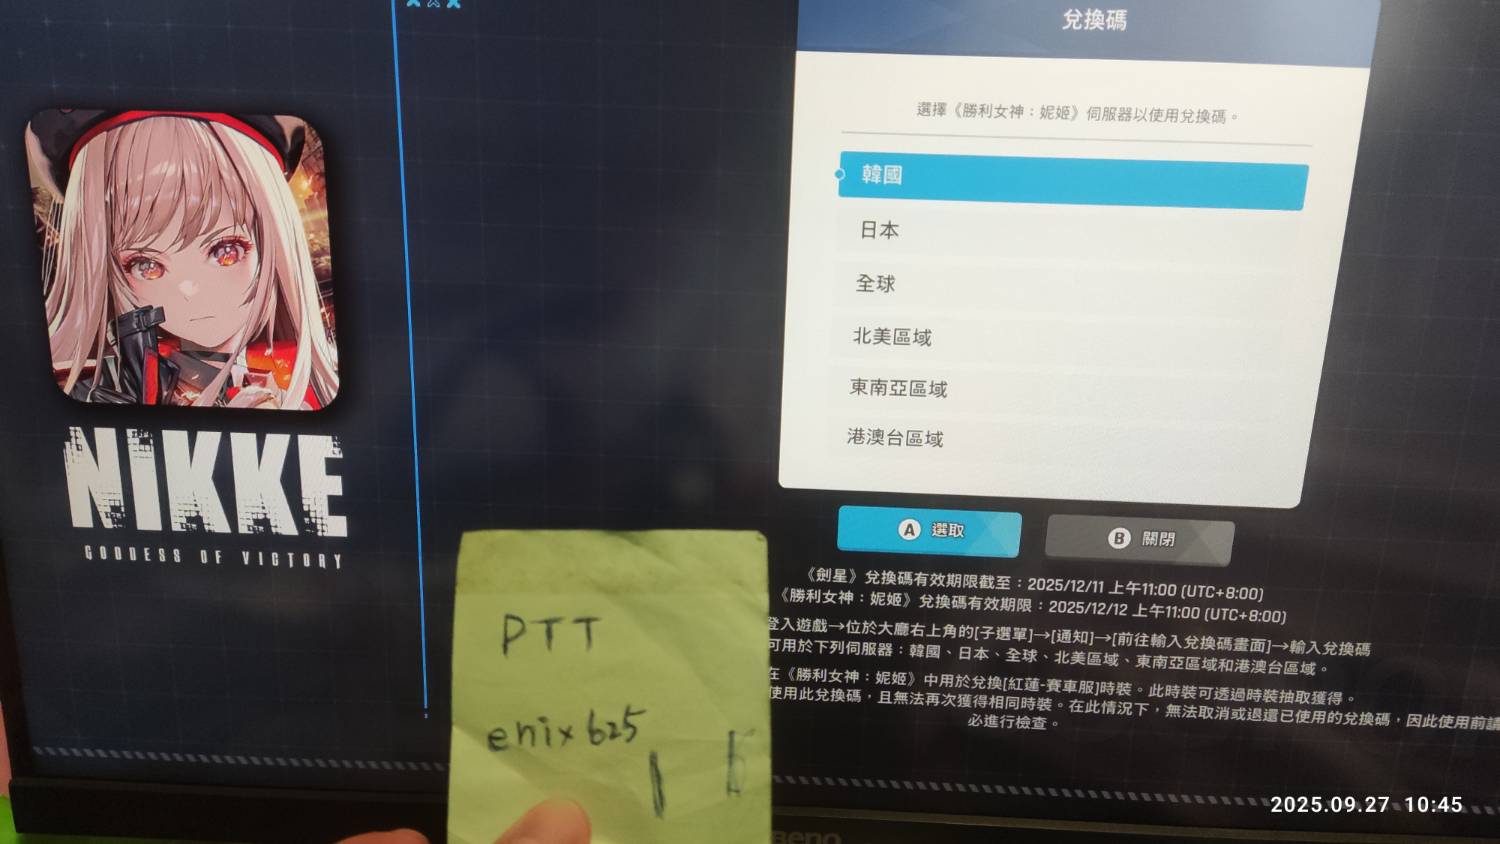 兌換碼
選擇《勝利女神：妮姬》伺服器以使用兌換碼。
韓國
日本
全球
北美區域
東南亞區域
港澳台區域
A 選取
B 關閉
《劍星》兌換碼有效期限截至：2025/12/11 上午11:00 (UTC+8:00)
《勝利女神：妮姬》兌換碼有效期限：2025/12/12 上午11:00 (UTC+8:00)
登入遊戲→位於大廳右上角的[子選單]→[通知]→[前往輸入兌換碼畫面]→輸入兌換碼
可用於下列伺服器：韓國、日本、全球、北美區域、東南亞區域和港澳台區域。
在《勝利女神：妮姬》中用於兌換[紅蓮-賽車服]時裝。此時裝可透過時裝抽取獲得。
使用此兌換碼，且無法再次獲得相同時裝。在此情況下，無法取消或退還已使用的兌換碼，因此使用前請
必進行檢查。
NIKKE
GODDESS OF VICTORY
PTT
enix625
BenQ
2025.09.27 10:45